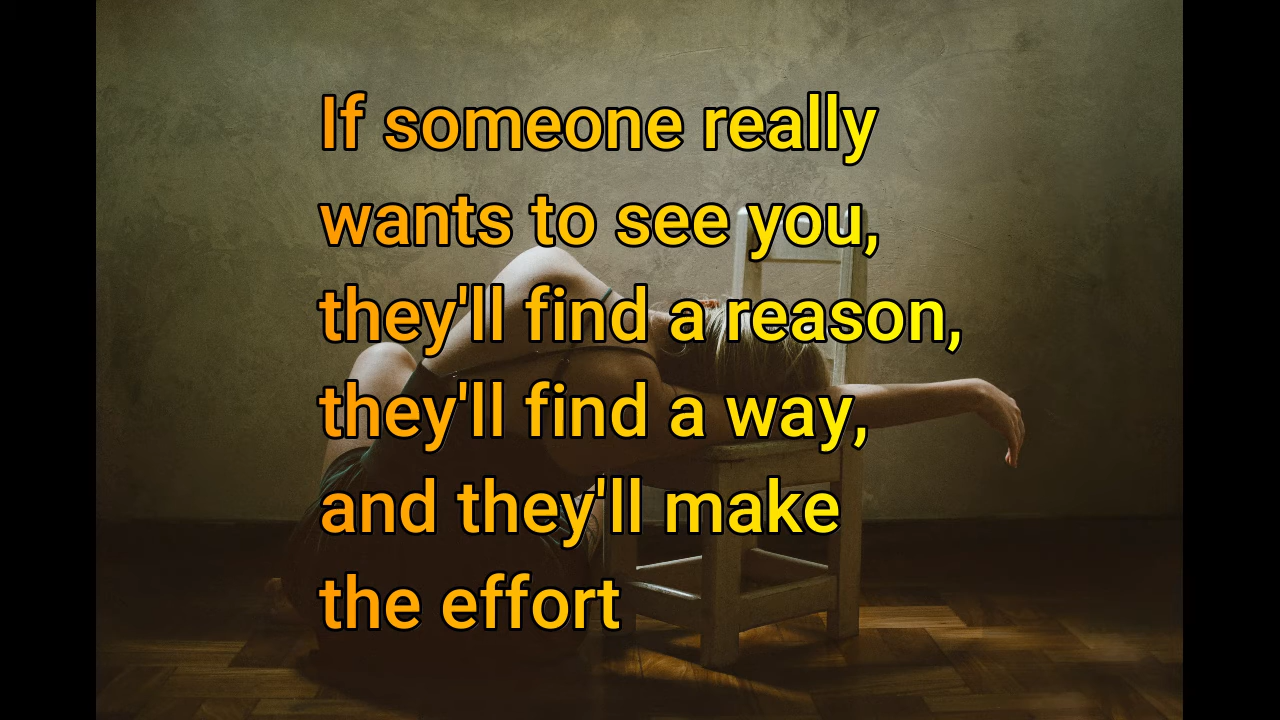 If someone really
wants to see you,
they'll find a reason,
they'll find a way,
and they'll make
the effort